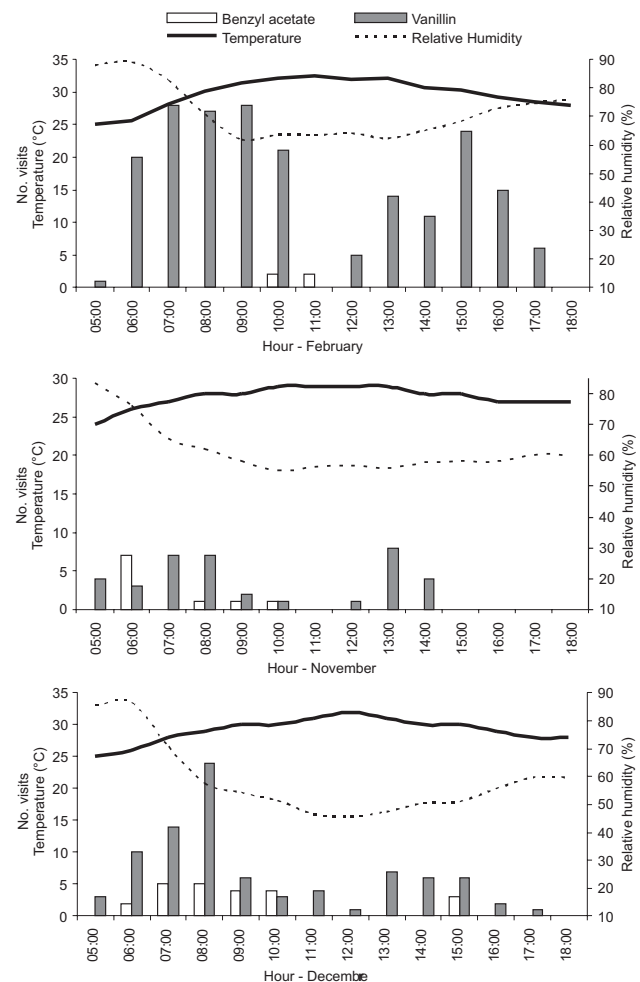 Benzyl acetate
Vanillin
Temperature
Relative Humidity
No. visits
Temperature (°C)
35
30
25
20
15
10
5
0
90
80
70
60
50
40
30
20
10
Relative humidity (%)
05:00 06:00 07:00 08:00 09:00 10:00 11:00 12:00 13:00 14:00 15:00 16:00 17:00 18:00
Hour - February
No. visits
Temperature (°C)
30
25
20
15
10
5
0
80
70
60
50
40
30
20
10
Relative humidity (%)
05:00 06:00 07:00 08:00 09:00 10:00 11:00 12:00 13:00 14:00 15:00 16:00 17:00 18:00
Hour - November
No. visits
Temperature (°C)
35
30
25
20
15
10
5
0
90
80
70
60
50
40
30
20
10
Relative humidity (%)
05:00 06:00 07:00 08:00 09:00 10:00 11:00 12:00 13:00 14:00 15:00 16:00 17:00 18:00
Hour - Decembre